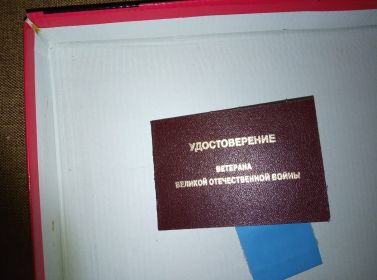 УДОСТОВЕРЕНИЕ
ВЕТЕРАНА
ВЕЛИКОЙ ОТЕЧЕСТВЕННОЙ ВОЙНЫ